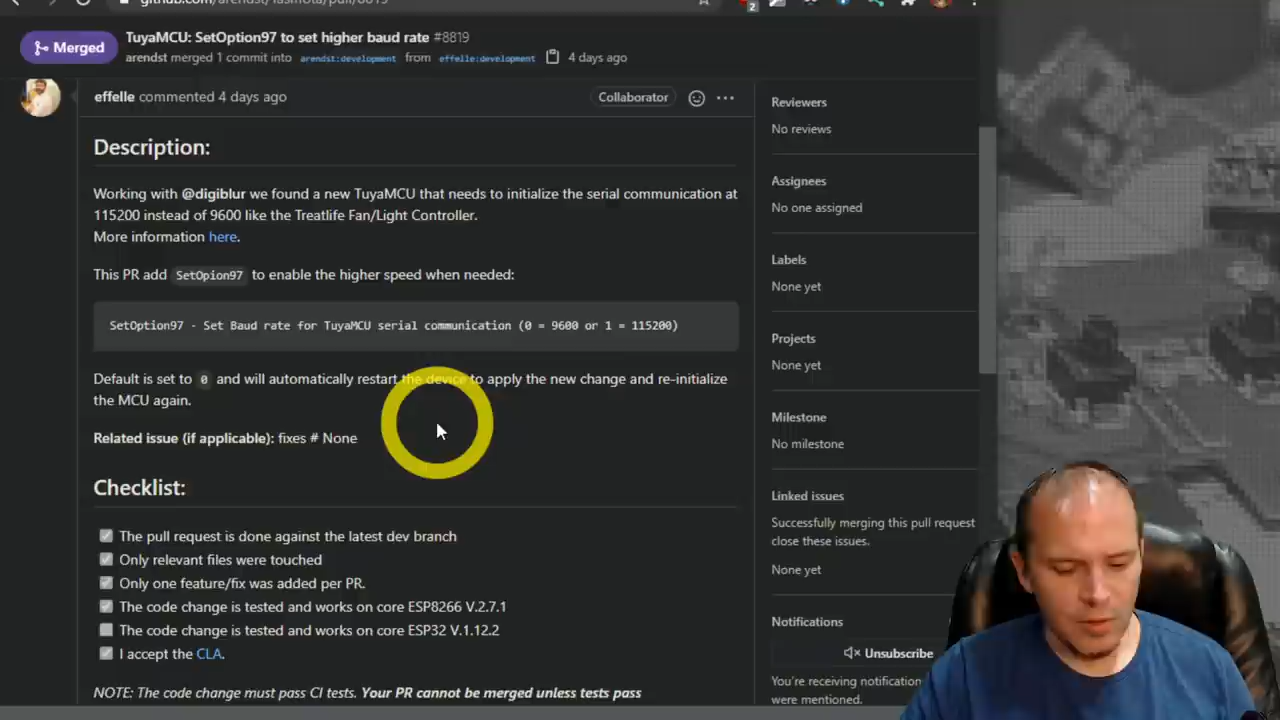 github.com/arendst/Tasmota/pull/8819
2
Merged
TuyaMCU: SetOption97 to set higher baud rate #8819
arendst merged 1 commit into arendst:development from effelle:development 4 days ago
effelle commented 4 days ago
Collaborator
Description:
Working with @digiblur we found a new TuyaMCU that needs to initialize the serial communication at
115200 instead of 9600 like the Treatlife Fan/Light Controller.
More information here.
This PR add SetOpion97 to enable the higher speed when needed:
SetOption97 - Set Baud rate for TuyaMCU serial communication (0 = 9600 or 1 = 115200)
Default is set to 0 and will automatically restart the device to apply the new change and re-initialize
the MCU again.
Related issue (if applicable): fixes # None
Checklist:
The pull request is done against the latest dev branch
Only relevant files were touched
Only one feature/fix was added per PR.
The code change is tested and works on core ESP8266 V.2.7.1
The code change is tested and works on core ESP32 V.1.12.2
I accept the CLA.
NOTE: The code change must pass CI tests. Your PR cannot be merged unless tests pass
Reviewers
No reviews
Assignees
No one assigned
Labels
None yet
Projects
None yet
Milestone
No milestone
Linked issues
Successfully merging this pull request
close these issues.
None yet
Notifications
Unsubscribe
You're receiving notification
were mentioned.